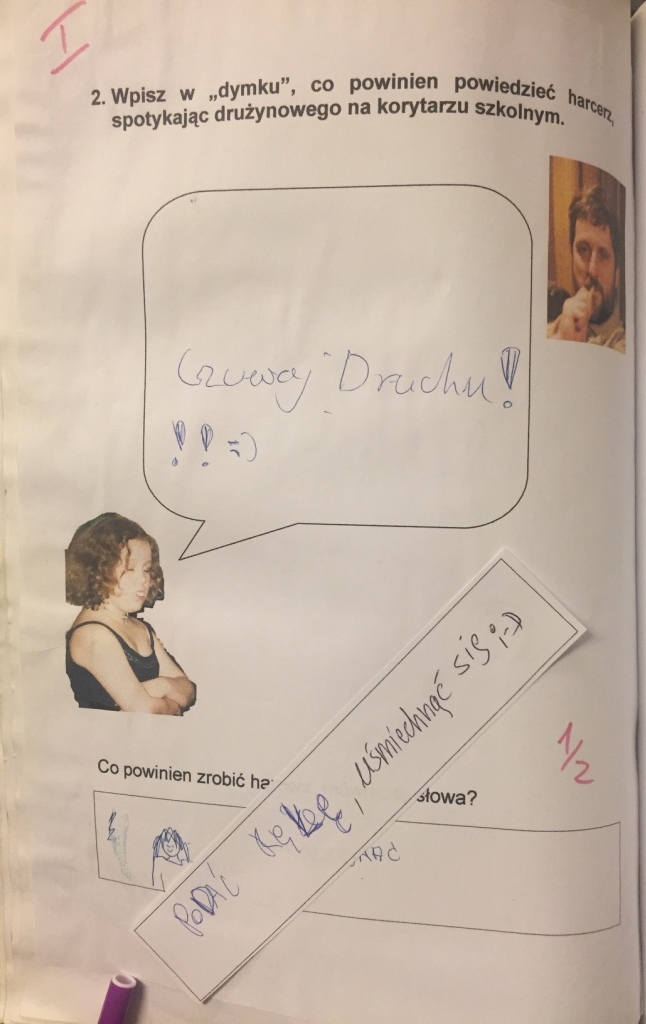 I
2. Wpisz w „dymku”, co powinien powiedzieć harcerz,
spotykając drużynowego na korytarzu szkolnym.
Czuwaj Druhu!
!! =)
Co powinien zrobić słowa?
PODAĆ RĘKĘ, uśmiechnąć się ;-D
1/2